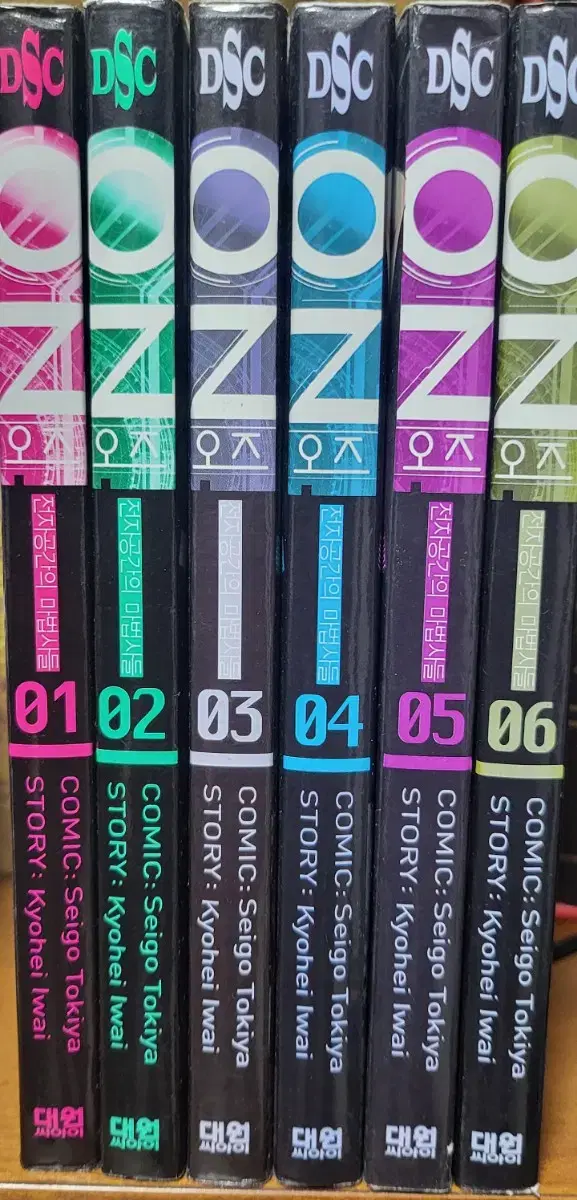 DSC
OZ
오즈
전자공간의 마법사들
01
COMIC: Seigo Tokiya
STORY: Kyohei Iwai
대원씨아이
DSC
OZ
오즈
전자공간의 마법사들
02
COMIC: Seigo Tokiya
STORY: Kyohei Iwai
대원씨아이
DSC
OZ
오즈
전자공간의 마법사들
03
COMIC: Seigo Tokiya
STORY: Kyohei Iwai
대원씨아이
DSC
OZ
오즈
전자공간의 마법사들
04
COMIC: Seigo Tokiya
STORY: Kyohei Iwai
대원씨아이
DSC
OZ
오즈
전자공간의 마법사들
05
COMIC: Seigo Tokiya
STORY: Kyohei Iwai
대원씨아이
DSC
OZ
오즈
전자공간의 마법사들
06
COMIC: Seigo Tokiya
STORY: Kyohei Iwai
대원씨아이